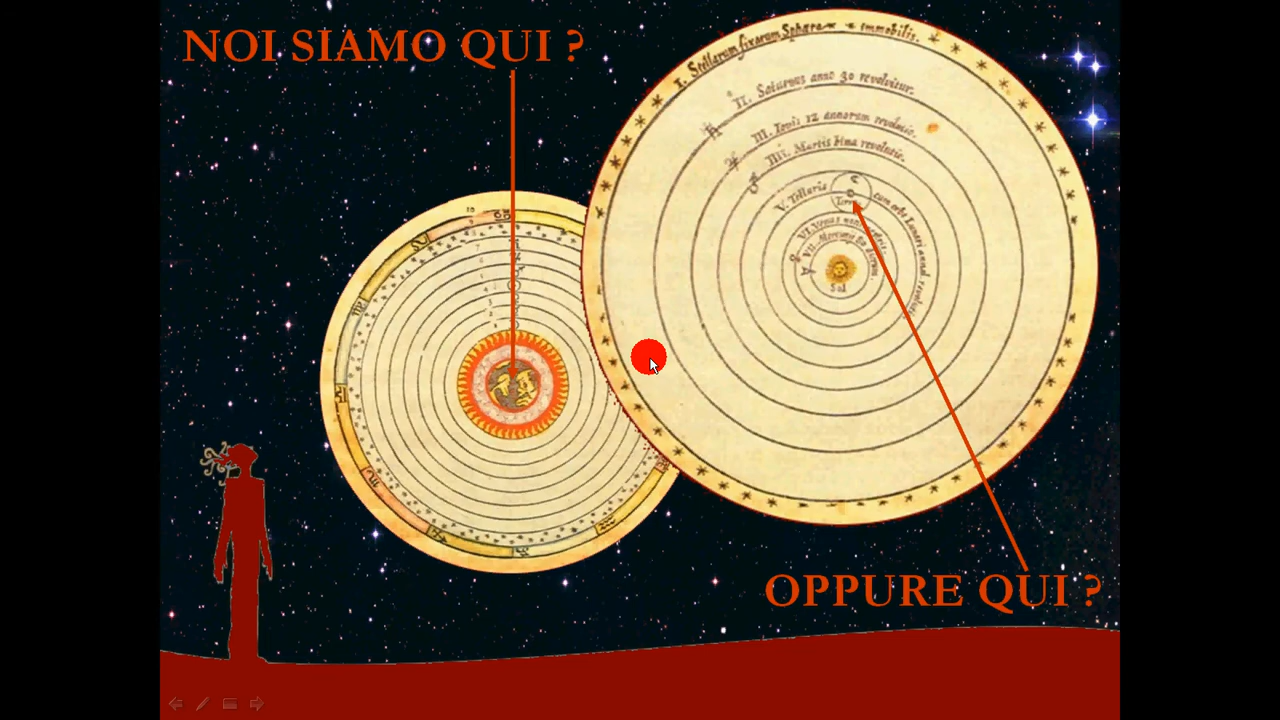 NOI SIAMO QUI ?
I. Stellarum fixarum Sphæra immobilis.
II. Saturnus anno 30 revolvitur.
III. Iovis 12 annorum revolutio.
IIII. Martis bima revolutio.
V. Telluris cum orbe Lunari annua revolutio.
Terra
Sol
OPPURE QUI ?